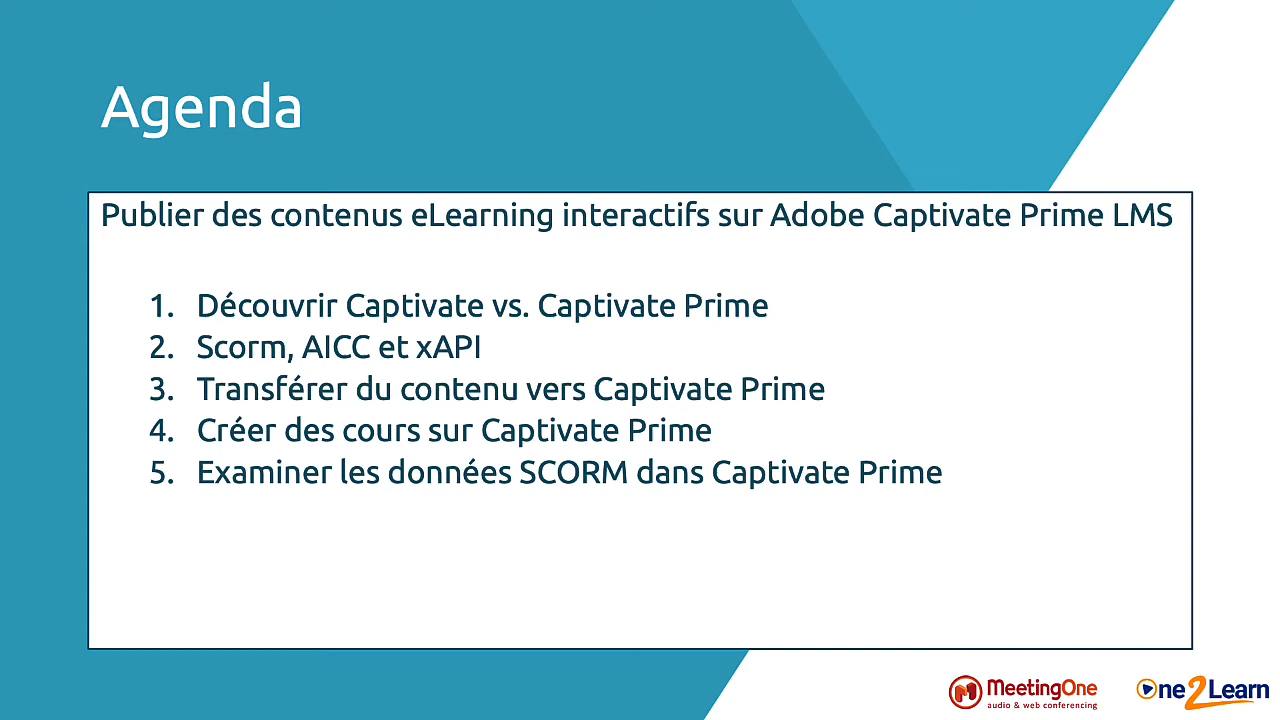 Agenda
Publier des contenus eLearning interactifs sur Adobe Captivate Prime LMS
1. Découvrir Captivate vs. Captivate Prime
2. Scorm, AICC et xAPI
3. Transférer du contenu vers Captivate Prime
4. Créer des cours sur Captivate Prime
5. Examiner les données SCORM dans Captivate Prime
MeetingOne
audio & web conferencing
One2Learn